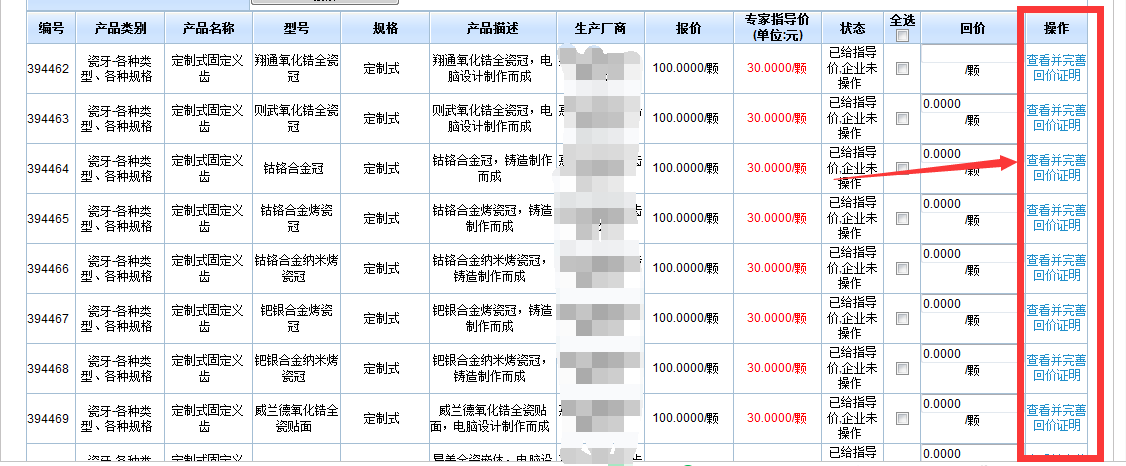 编号 产品类别 产品名称 型号 规格 产品描述 生产厂商 报价 专家指导价(单位:元) 状态 全选 回价 操作
394462 瓷牙-各种类型、各种规格 定制式固定义齿 翔通氧化锆全瓷冠 定制式 翔通氧化锆全瓷冠，电脑设计制作而成 100.0000/颗 30.0000/颗 已给指导价,企业未操作 /颗 查看并完善回价证明
394463 瓷牙-各种类型、各种规格 定制式固定义齿 则武氧化锆全瓷冠 定制式 则武氧化锆全瓷冠，电脑设计制作而成 100.0000/颗 30.0000/颗 已给指导价,企业未操作 0.0000 /颗 查看并完善回价证明
394464 瓷牙-各种类型、各种规格 定制式固定义齿 钴铬合金冠 定制式 钴铬合金冠，铸造制作而成 100.0000/颗 30.0000/颗 已给指导价,企业未操作 0.0000 /颗 查看并完善回价证明
394465 瓷牙-各种类型、各种规格 定制式固定义齿 钴铬合金烤瓷冠 定制式 钴铬合金烤瓷冠，铸造制作而成 100.0000/颗 30.0000/颗 已给指导价,企业未操作 0.0000 /颗 查看并完善回价证明
394466 瓷牙-各种类型、各种规格 定制式固定义齿 钴铬合金纳米烤瓷冠 定制式 钴铬合金纳米烤瓷冠，铸造制作而成 100.0000/颗 30.0000/颗 已给指导价,企业未操作 0.0000 /颗 查看并完善回价证明
394467 瓷牙-各种类型、各种规格 定制式固定义齿 钯银合金烤瓷冠 定制式 钯银合金烤瓷冠，铸造制作而成 100.0000/颗 30.0000/颗 已给指导价,企业未操作 0.0000 /颗 查看并完善回价证明
394468 瓷牙-各种类型、各种规格 定制式固定义齿 钯银合金纳米烤瓷冠 定制式 钯银合金纳米烤瓷冠，铸造制作而成 100.0000/颗 30.0000/颗 已给指导价,企业未操作 0.0000 /颗 查看并完善回价证明
394469 瓷牙-各种类型、各种规格 定制式固定义齿 威兰德氧化锆全瓷贴面 定制式 威兰德氧化锆全瓷贴面，电脑设计制作而成 100.0000/颗 30.0000/颗 已给指导价,企业未操作 0.0000 /颗 查看并完善回价证明